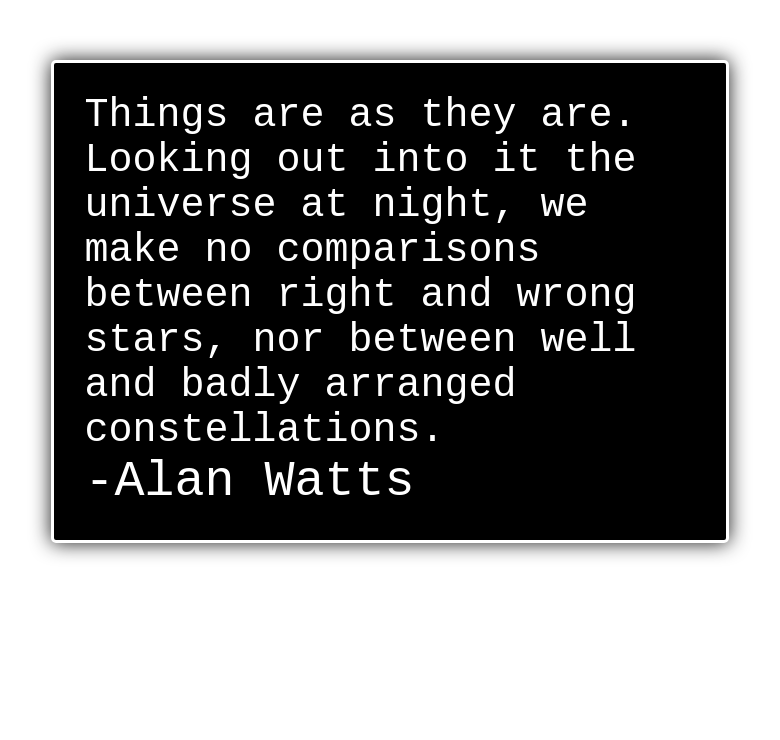 Things are as they are.
Looking out into it the
universe at night, we
make no comparisons
between right and wrong
stars, nor between well
and badly arranged
constellations.
-Alan Watts